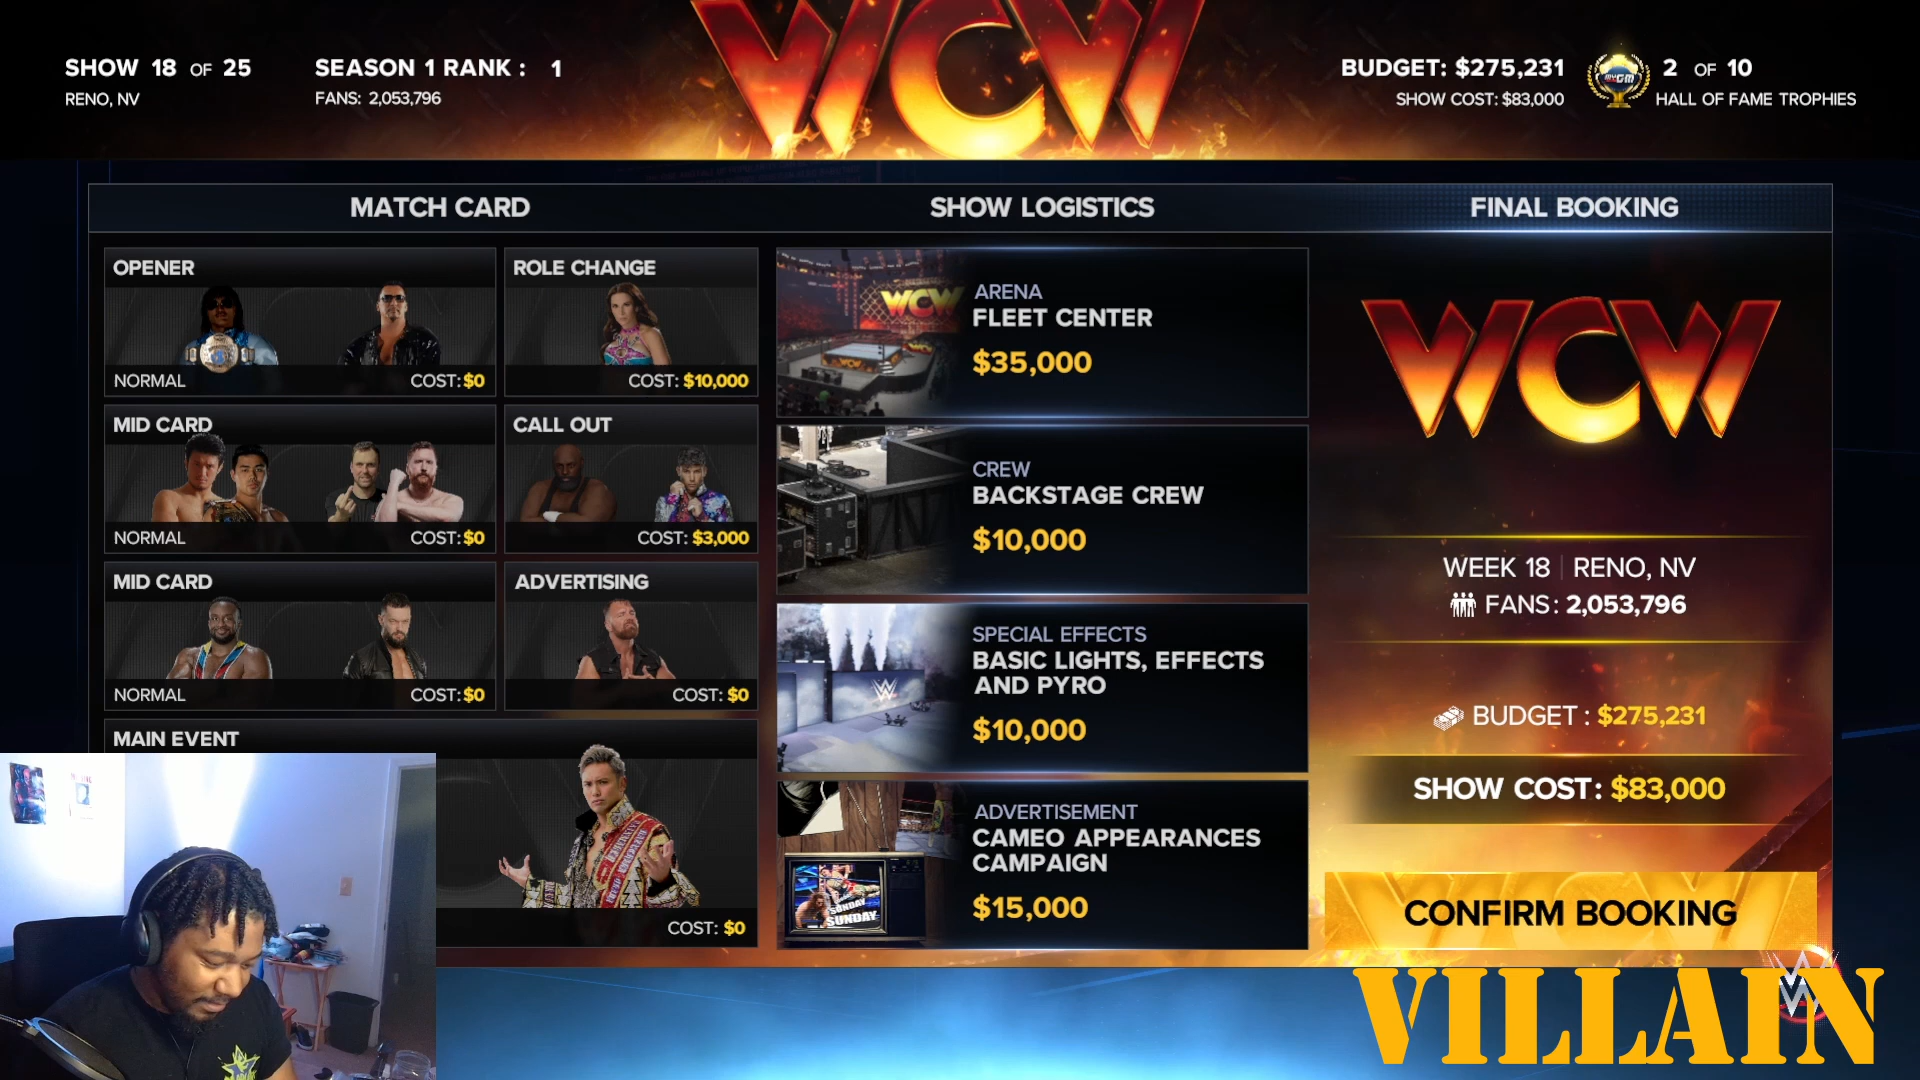 SHOW 18 OF 25
RENO, NV
SEASON 1 RANK : 1
FANS: 2,053,796
WCW
BUDGET: $275,231
SHOW COST: $83,000
MyGM
2 OF 10
HALL OF FAME TROPHIES
MATCH CARD
SHOW LOGISTICS
FINAL BOOKING
OPENER
NORMAL
COST: $0
ROLE CHANGE
COST: $10,000
MID CARD
NORMAL
COST: $0
CALL OUT
COST: $3,000
MID CARD
NORMAL
COST: $0
ADVERTISING
COST: $0
MAIN EVENT
COST: $0
WCW
ARENA
FLEET CENTER
$35,000
CREW
BACKSTAGE CREW
$10,000
SPECIAL EFFECTS
BASIC LIGHTS, EFFECTS
AND PYRO
$10,000
ADVERTISEMENT
CAMEO APPEARANCES
CAMPAIGN
$15,000
SUNDAY
SUNDAY
WCW
WEEK 18 | RENO, NV
FANS: 2,053,796
BUDGET : $275,231
SHOW COST: $83,000
CONFIRM BOOKING
VILLAIN